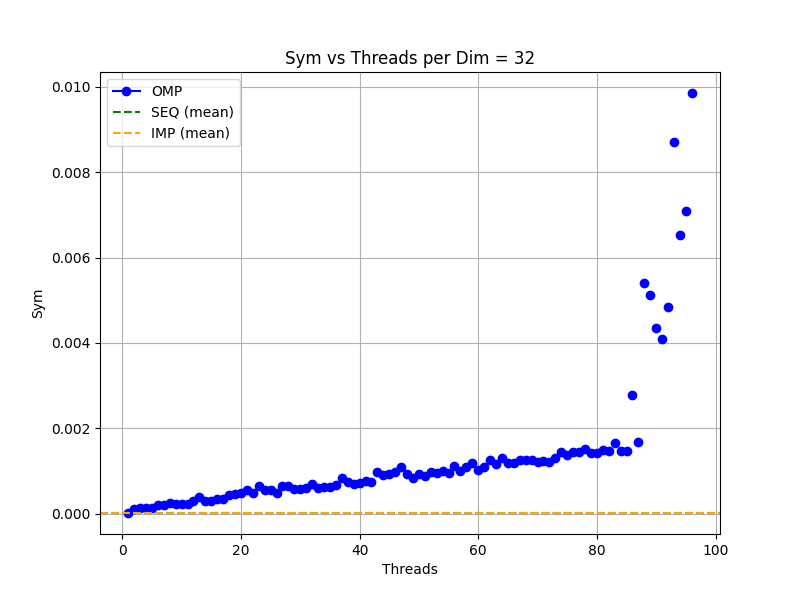 Sym vs Threads per Dim = 32
OMP
SEQ (mean)
IMP (mean)
Sym
0.010
0.008
0.006
0.004
0.002
0.000
0 20 40 60 80 100
Threads